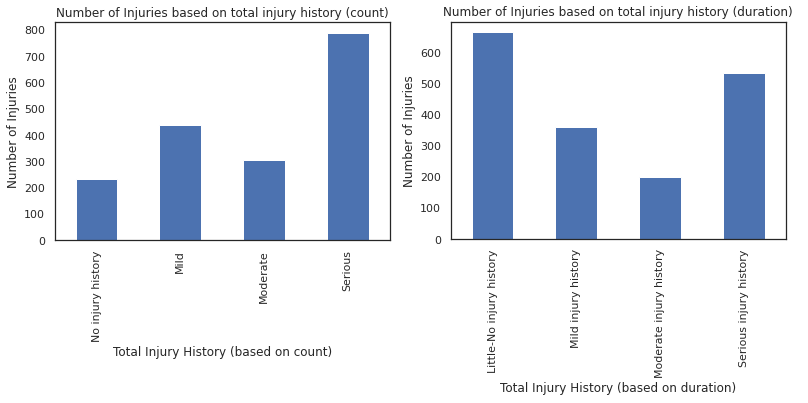 Number of Injuries based on total injury history (count)
Number of Injuries
800
700
600
500
400
300
200
100
0
No injury history
Mild
Moderate
Serious
Total Injury History (based on count)
Number of Injuries based on total injury history (duration)
Number of Injuries
600
500
400
300
200
100
0
Little-No injury history
Mild injury history
Moderate injury history
Serious injury history
Total Injury History (based on duration)